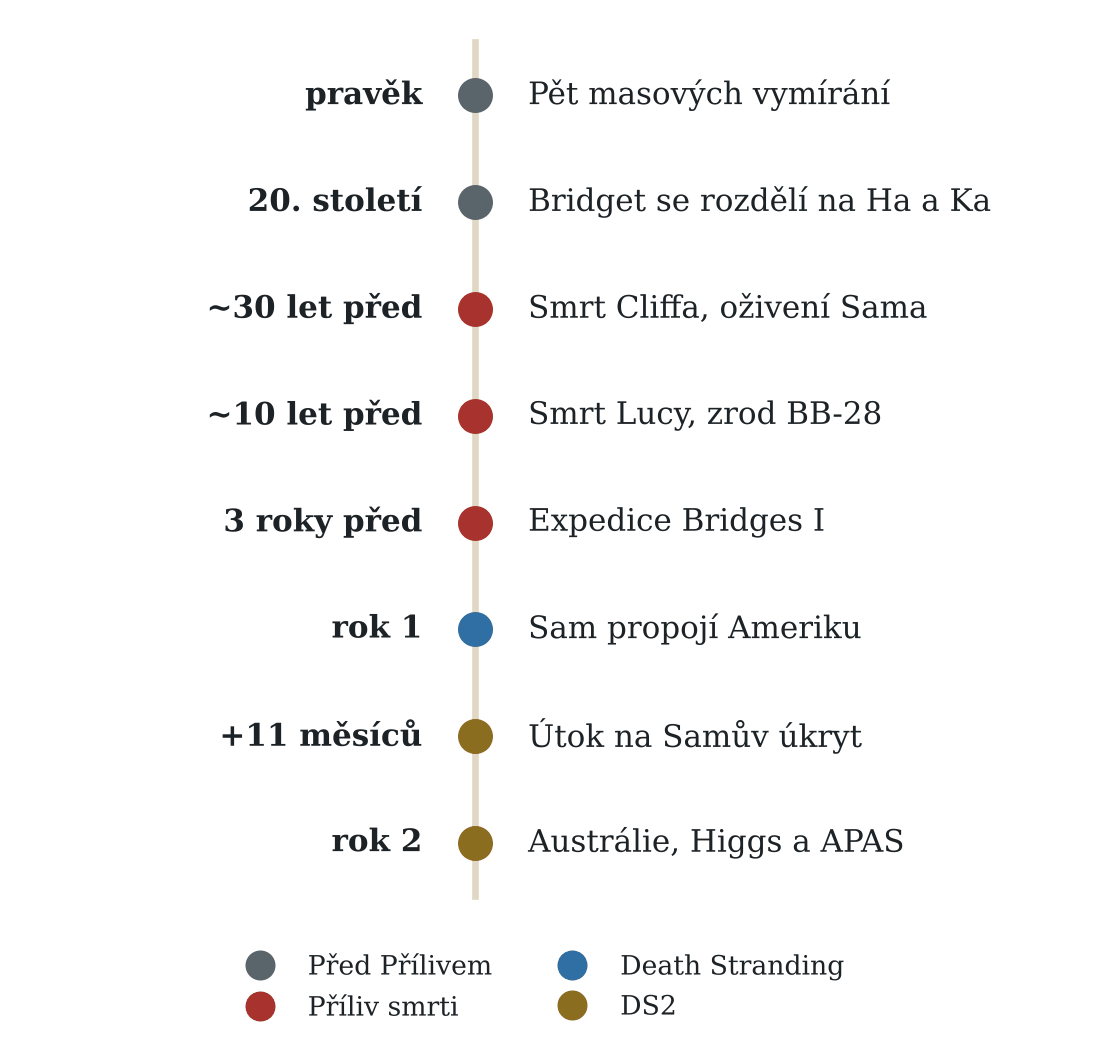 pravěk Pět masových vymírání
20. století Bridget se rozdělí na Ha a Ka
~30 let před Smrt Cliffa, oživení Sama
~10 let před Smrt Lucy, zrod BB-28
3 roky před Expedice Bridges I
rok 1 Sam propojí Ameriku
+11 měsíců Útok na Samův úkryt
rok 2 Austrálie, Higgs a APAS
Před Přílivem Death Stranding
Příliv smrti DS2